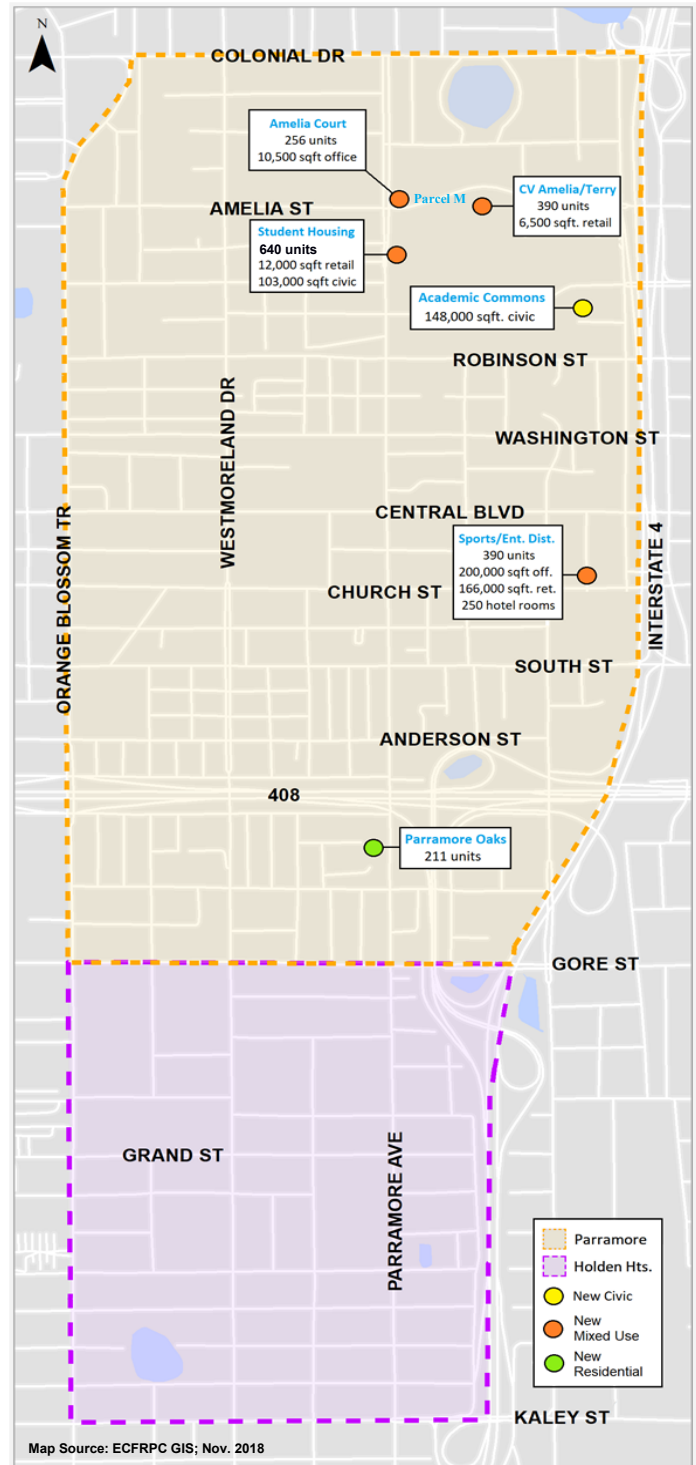 N
COLONIAL DR
Amelia Court
256 units
10,500 sqft office
Parcel M
CV Amelia/Terry
390 units
6,500 sqft. retail
AMELIA ST
Student Housing
640 units
12,000 sqft retail
103,000 sqft civic
Academic Commons
148,000 sqft. civic
ROBINSON ST
WESTMORELAND DR
WASHINGTON ST
CENTRAL BLVD
Sports/Ent. Dist.
390 units
200,000 sqft off.
166,000 sqft. ret.
250 hotel rooms
CHURCH ST
ORANGE BLOSSOM TR
INTERSTATE 4
SOUTH ST
ANDERSON ST
408
Parramore Oaks
211 units
GORE ST
GRAND ST
PARRAMORE AVE
Parramore
Holden Hts.
New Civic
New
Mixed Use
New
Residential
KALEY ST
Map Source: ECFRPC GIS; Nov. 2018